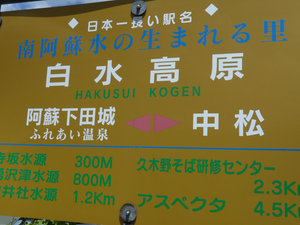 ◆日本一長い駅名◆
南阿蘇水の生まれる里
白水高原
HAKUSUI KOGEN
阿蘇下田城
ふれあい温泉
中松
寺坂水源 300M
湧沢津水源 800M
井社水源 1.2Km
久木野そば研修センター
2.3K
アスペクタ
4.5K